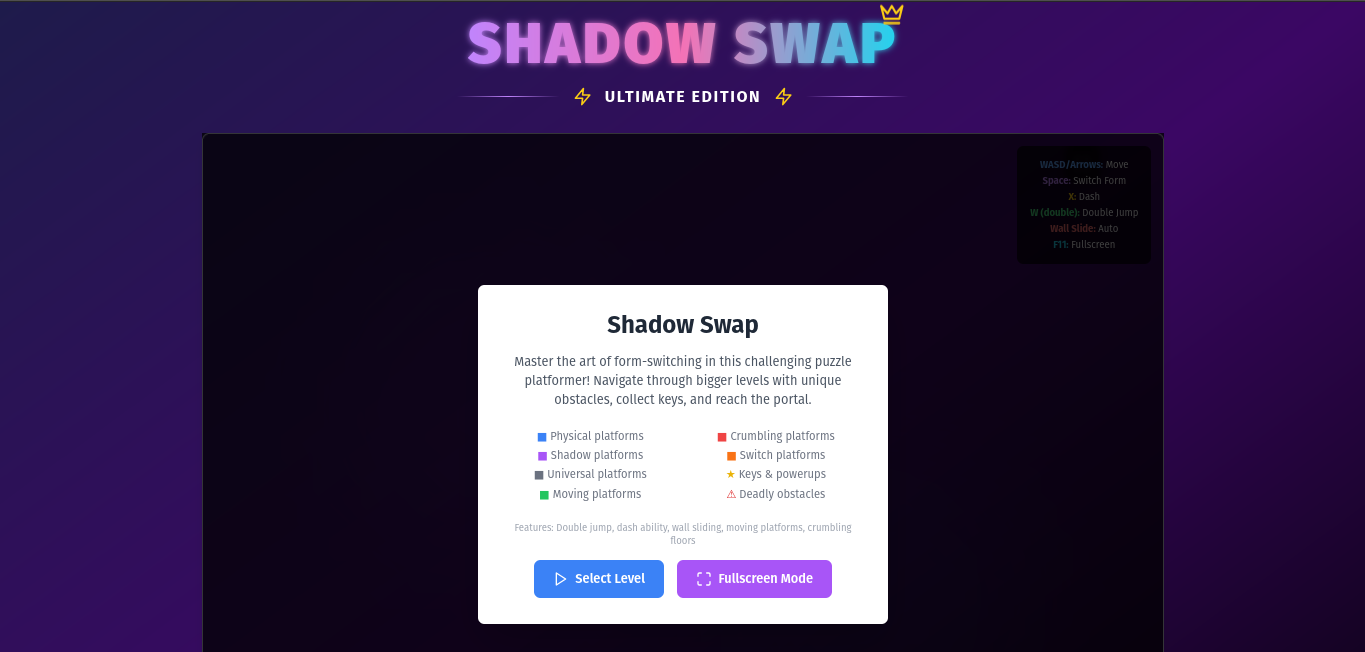 SHADOW SWAP
ULTIMATE EDITION
WASD/Arrows: Move
Space: Switch Form
X: Dash
W (double): Double Jump
Wall Slide: Auto
F11: Fullscreen
Shadow Swap
Master the art of form-switching in this challenging puzzle
platformer! Navigate through bigger levels with unique
obstacles, collect keys, and reach the portal.
Physical platforms
Crumbling platforms
Shadow platforms
Switch platforms
Universal platforms
Keys & powerups
Moving platforms
Deadly obstacles
Features: Double jump, dash ability, wall sliding, moving platforms, crumbling
floors
Select Level
Fullscreen Mode